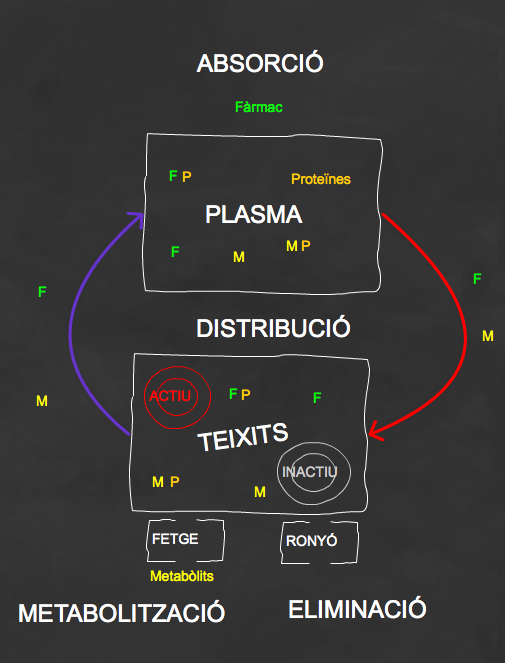 ABSORCIÓ
Fàrmac
F P
Proteïnes
PLASMA
F
M
M P
F
F
M
M
DISTRIBUCIÓ
ACTIU
F P
F
TEIXITS
INACTIU
M P
M
FETGE
RONYÓ
Metabòlits
METABOLITZACIÓ
ELIMINACIÓ